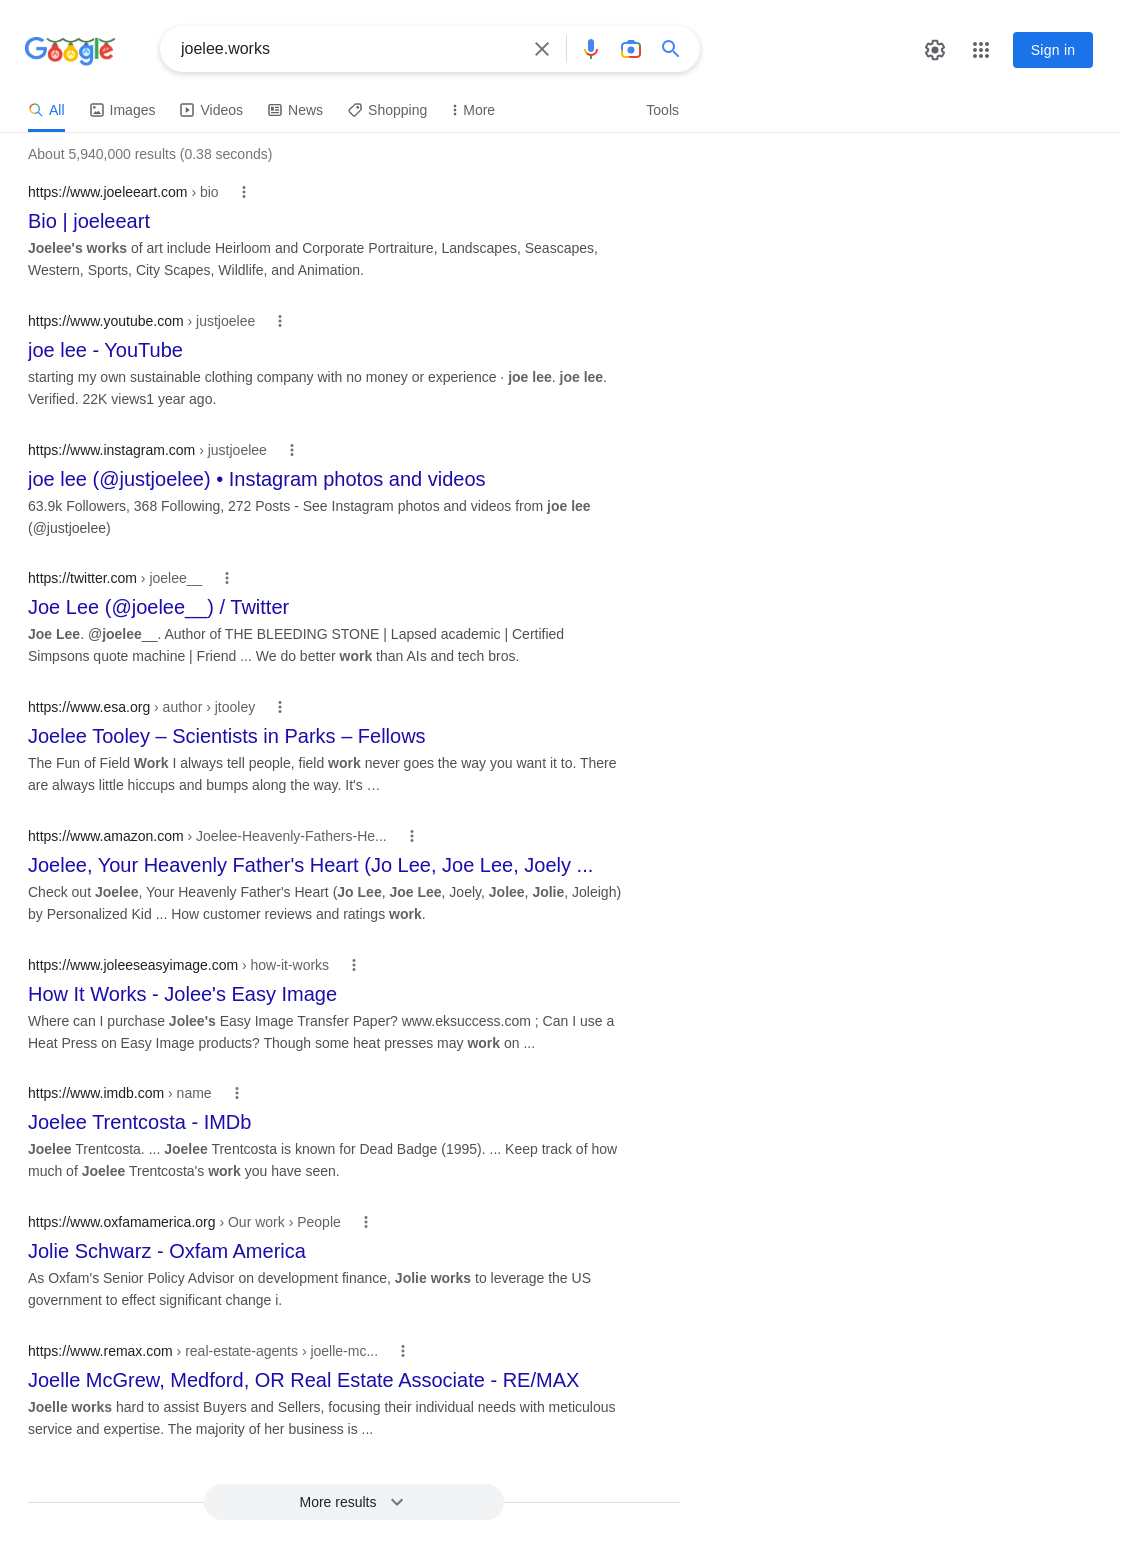 Google
joelee.works
Sign in
All Images Videos News Shopping More Tools
About 5,940,000 results (0.38 seconds)
https://www.joeleeart.com › bio
Bio | joeleeart
Joelee's works of art include Heirloom and Corporate Portraiture, Landscapes, Seascapes,
Western, Sports, City Scapes, Wildlife, and Animation.
https://www.youtube.com › justjoelee
joe lee - YouTube
starting my own sustainable clothing company with no money or experience · joe lee. joe lee.
Verified. 22K views1 year ago.
https://www.instagram.com › justjoelee
joe lee (@justjoelee) • Instagram photos and videos
63.9k Followers, 368 Following, 272 Posts - See Instagram photos and videos from joe lee
(@justjoelee)
https://twitter.com › joelee__
Joe Lee (@joelee__) / Twitter
Joe Lee. @joelee__. Author of THE BLEEDING STONE | Lapsed academic | Certified
Simpsons quote machine | Friend ... We do better work than AIs and tech bros.
https://www.esa.org › author › jtooley
Joelee Tooley – Scientists in Parks – Fellows
The Fun of Field Work I always tell people, field work never goes the way you want it to. There
are always little hiccups and bumps along the way. It's …
https://www.amazon.com › Joelee-Heavenly-Fathers-He...
Joelee, Your Heavenly Father's Heart (Jo Lee, Joe Lee, Joely ...
Check out Joelee, Your Heavenly Father's Heart (Jo Lee, Joe Lee, Joely, Jolee, Jolie, Joleigh)
by Personalized Kid ... How customer reviews and ratings work.
https://www.joleeseasyimage.com › how-it-works
How It Works - Jolee's Easy Image
Where can I purchase Jolee's Easy Image Transfer Paper? www.eksuccess.com ; Can I use a
Heat Press on Easy Image products? Though some heat presses may work on ...
https://www.imdb.com › name
Joelee Trentcosta - IMDb
Joelee Trentcosta. ... Joelee Trentcosta is known for Dead Badge (1995). ... Keep track of how
much of Joelee Trentcosta's work you have seen.
https://www.oxfamamerica.org › Our work › People
Jolie Schwarz - Oxfam America
As Oxfam's Senior Policy Advisor on development finance, Jolie works to leverage the US
government to effect significant change i.
https://www.remax.com › real-estate-agents › joelle-mc...
Joelle McGrew, Medford, OR Real Estate Associate - RE/MAX
Joelle works hard to assist Buyers and Sellers, focusing their individual needs with meticulous
service and expertise. The majority of her business is ...
More results